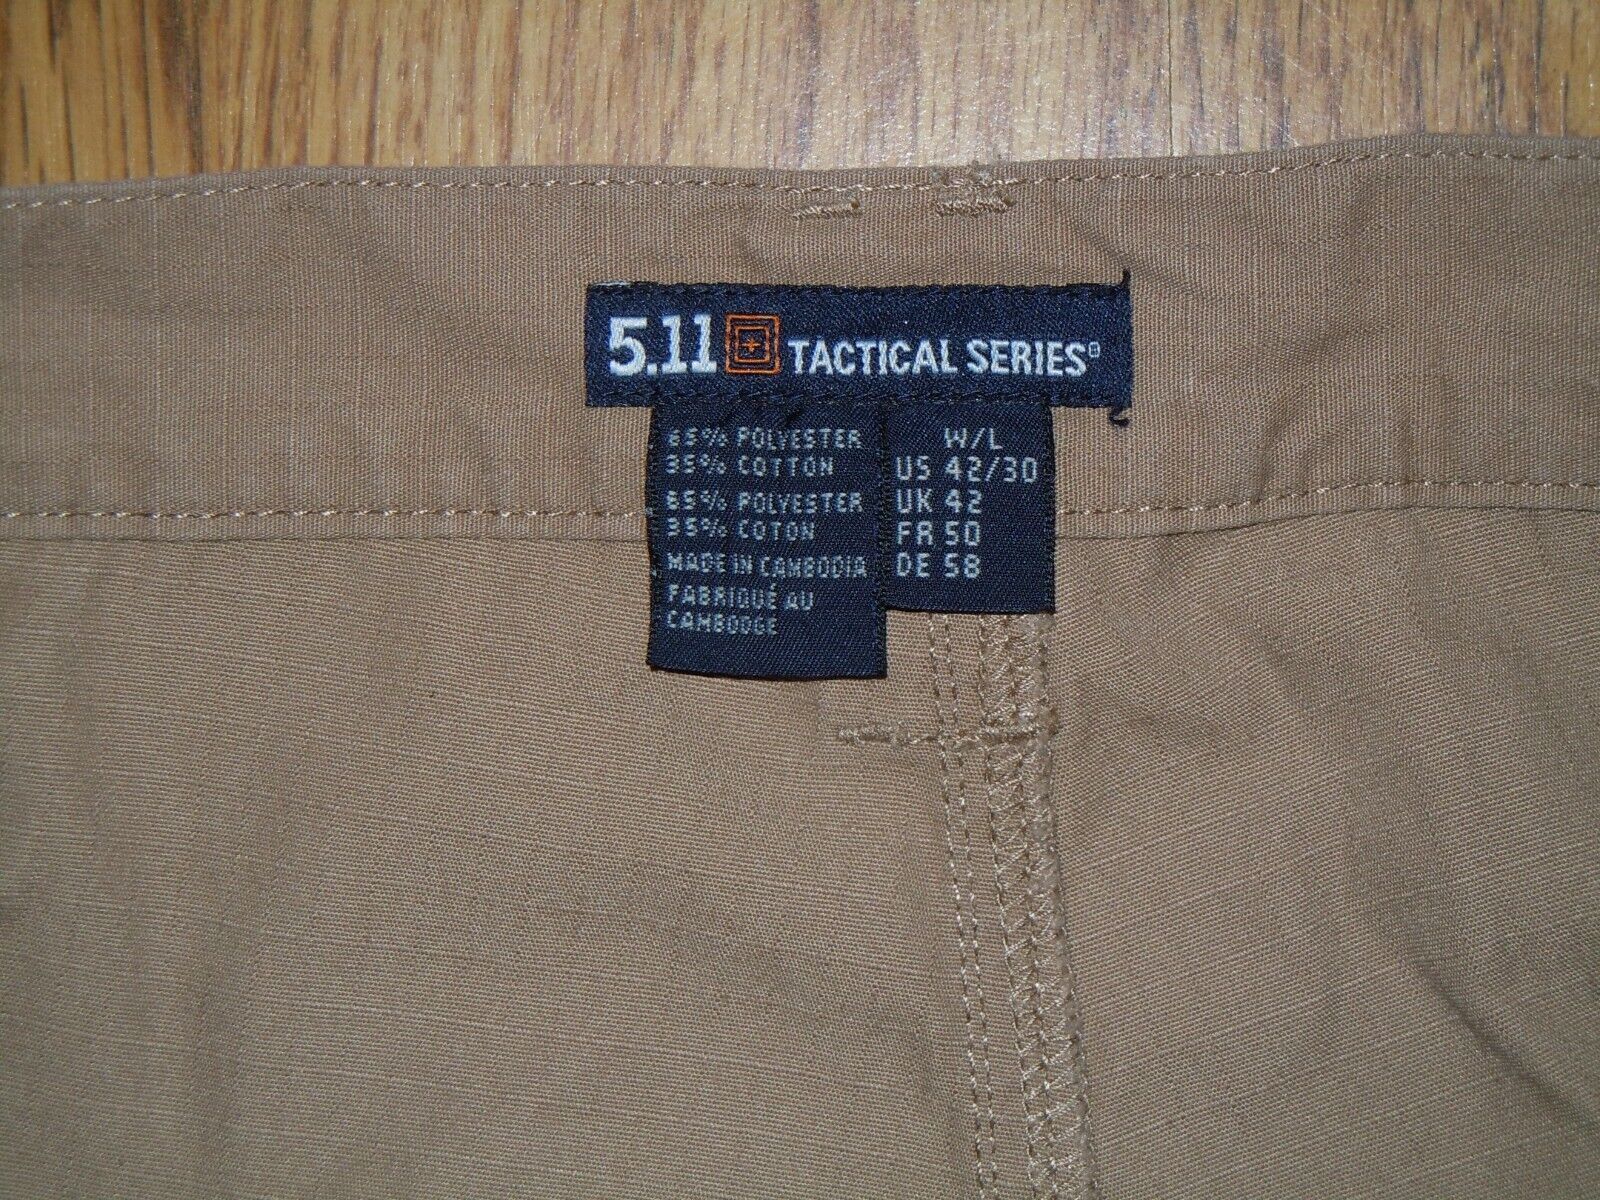 5.11 TACTICAL SERIES®
65% POLYESTER
35% COTTON
65% POLYESTER
35% COTON
MADE IN CAMBODIA
FABRIQUÉ AU
CAMBODGE
W/L
US 42/30
UK 42
FR 50
DE 58